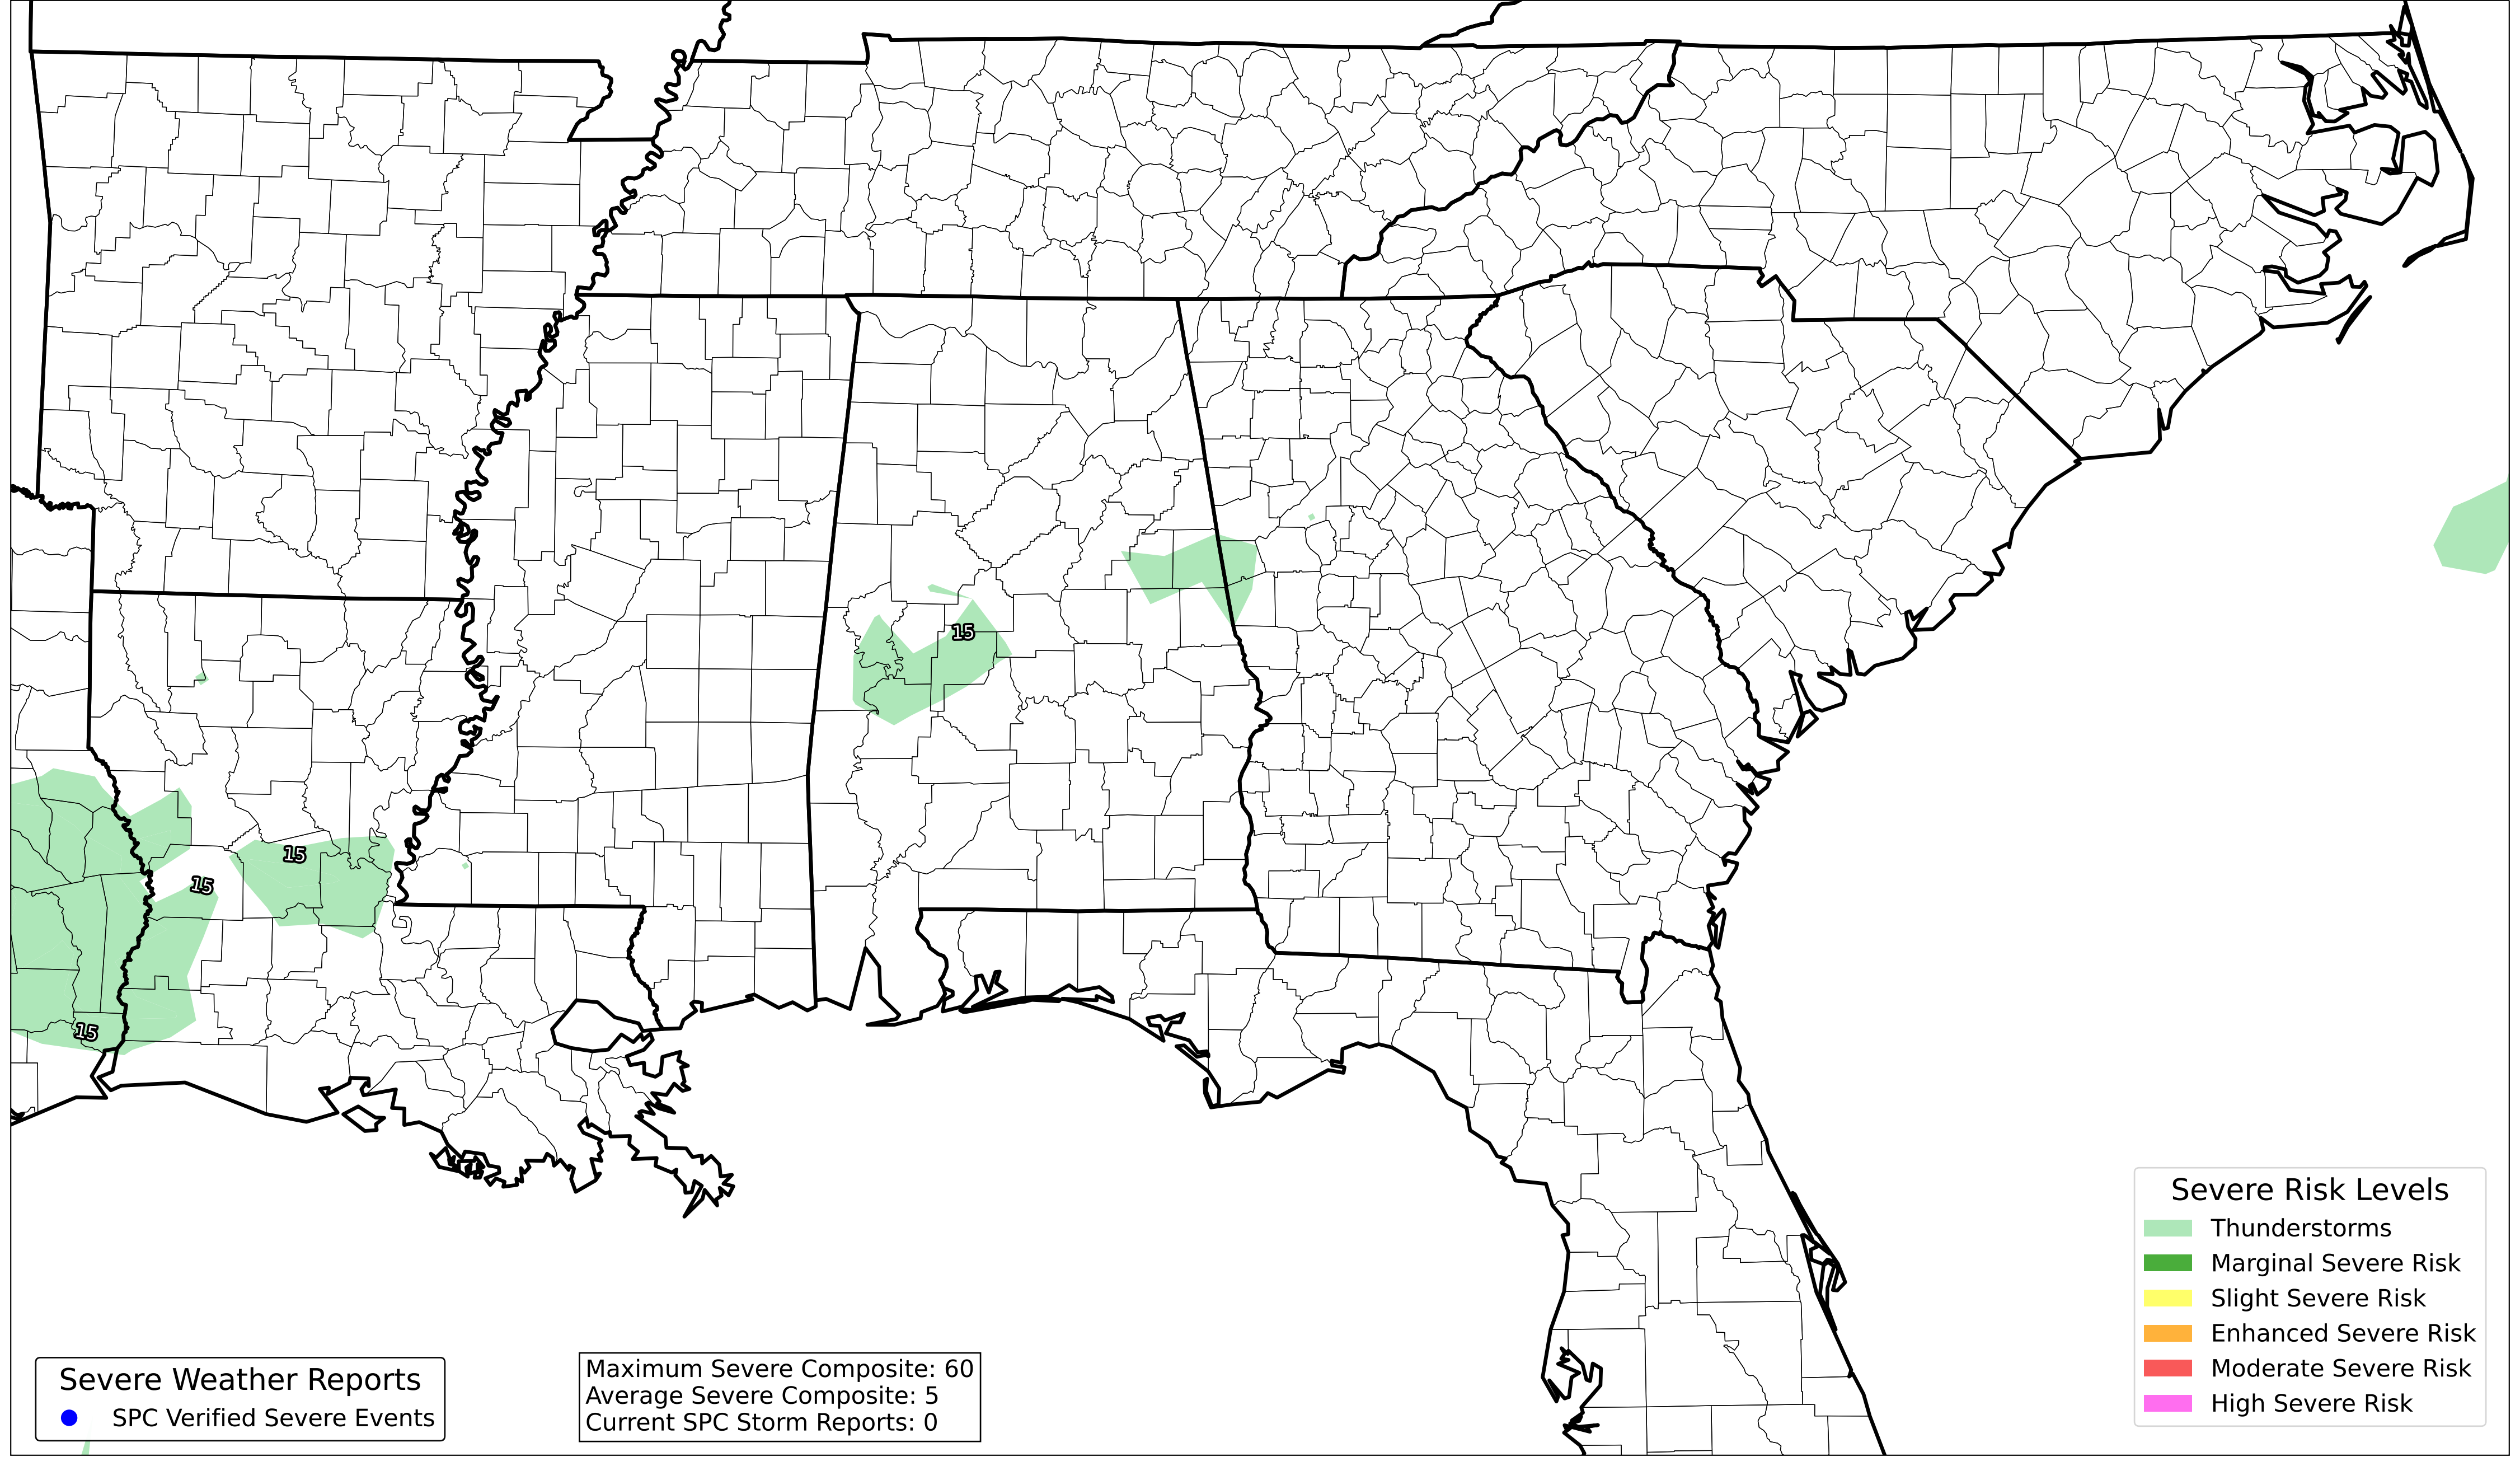 15
15
15
15
Severe Risk Levels
Thunderstorms
Marginal Severe Risk
Slight Severe Risk
Enhanced Severe Risk
Moderate Severe Risk
High Severe Risk
Severe Weather Reports
SPC Verified Severe Events
Maximum Severe Composite: 60
Average Severe Composite: 5
Current SPC Storm Reports: 0